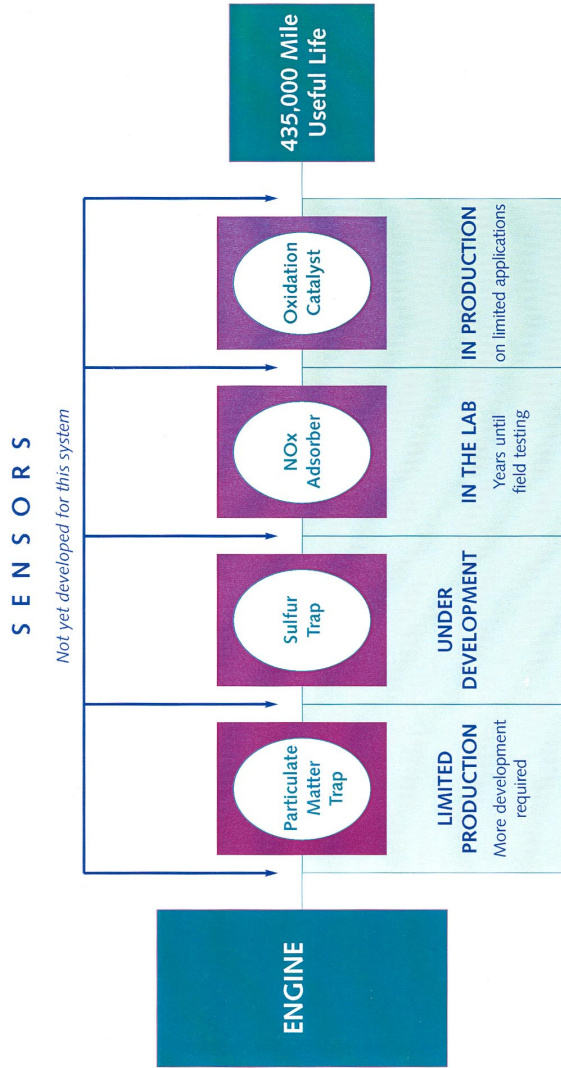 S E N S O R S
Not yet developed for this system
ENGINE
Particulate
Matter
Trap
Sulfur
Trap
NOx
Adsorber
Oxidation
Catalyst
435,000 Mile
Useful Life
LIMITED
PRODUCTION
More development
required
UNDER
DEVELOPMENT
IN THE LAB
Years until
field testing
IN PRODUCTION
on limited applications